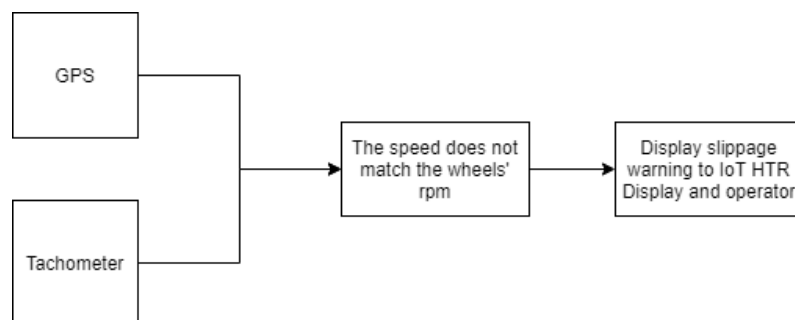 GPS
Tachometer
The speed does not
match the wheels'
rpm
Display slippage
warning to IoT HTR
Display and operator